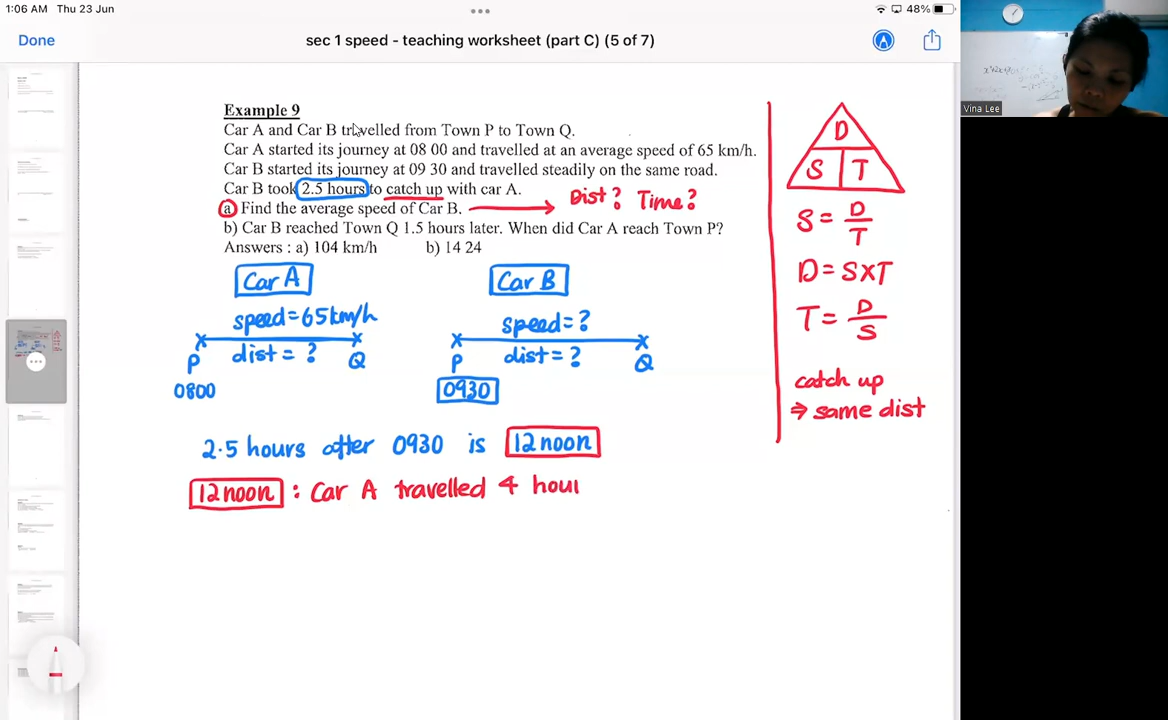 1:06 AM Thu 23 Jun
48%
Done
sec 1 speed - teaching worksheet (part C) (5 of 7)
Vina Lee
Example 9
Car A and Car B travelled from Town P to Town Q.
Car A started its journey at 08 00 and travelled at an average speed of 65 km/h.
Car B started its journey at 09 30 and travelled steadily on the same road.
Car B took 2.5 hours to catch up with car A.
a) Find the average speed of Car B. Dist? Time?
b) Car B reached Town Q 1.5 hours later. When did Car A reach Town P?
Answers : a) 104 km/h b) 14 24
Car A
speed = 65km/h
dist = ?
P Q
0800
Car B
speed = ?
dist = ?
P Q
0930
2.5 hours after 0930 is 12 noon
12 noon : Car A travelled 4 hour
D
S T
S = D/T
D = S×T
T = D/S
catch up
⇒ same dist